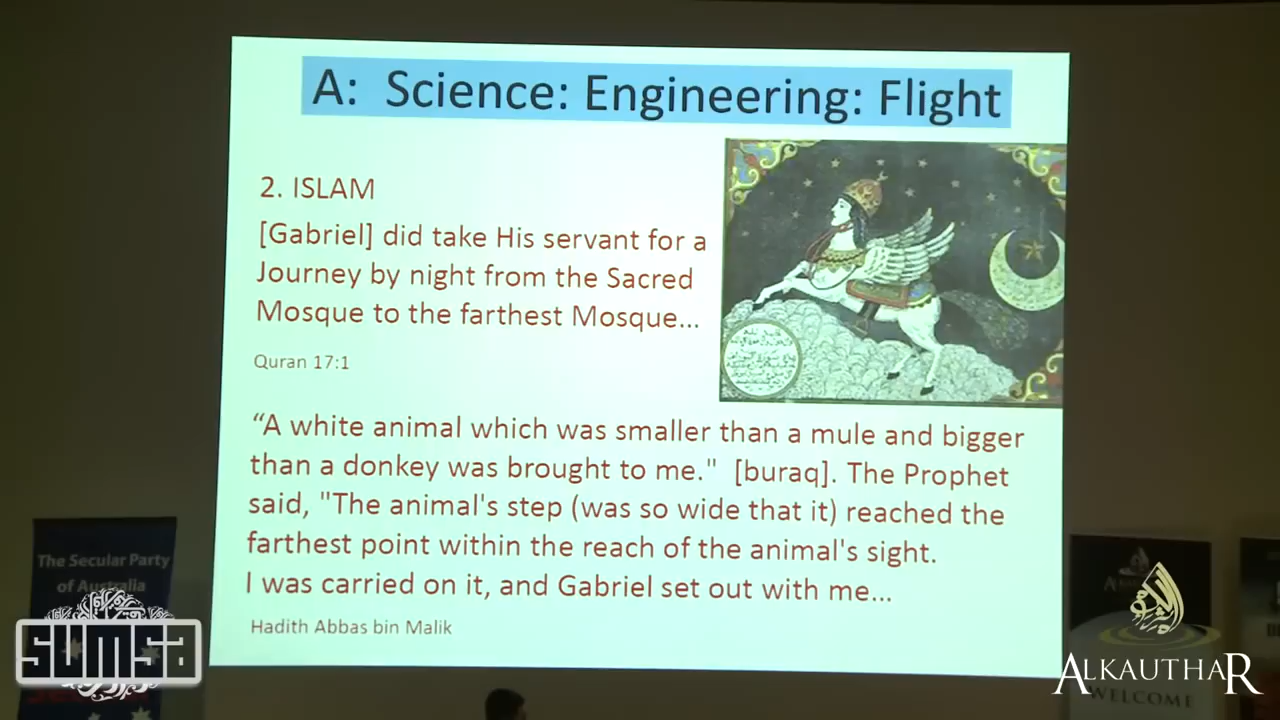 A: Science: Engineering: Flight
2. ISLAM
[Gabriel] did take His servant for a
Journey by night from the Sacred
Mosque to the farthest Mosque...
Quran 17:1
“A white animal which was smaller than a mule and bigger
than a donkey was brought to me." [buraq]. The Prophet
said, "The animal's step (was so wide that it) reached the
farthest point within the reach of the animal's sight.
I was carried on it, and Gabriel set out with me...
Hadith Abbas bin Malik
The Secular Party
of Australia
sumsa
ALKAUTHAR
WELCOME